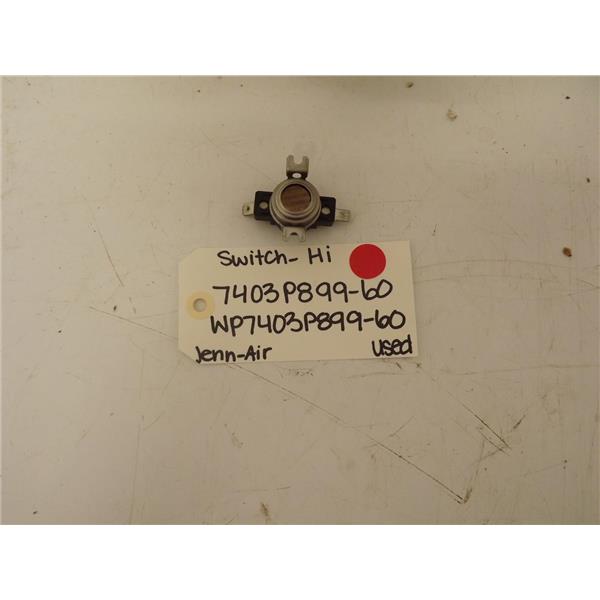 Switch- Hi
7403P899-60
WP7403P899-60
Jenn-Air used